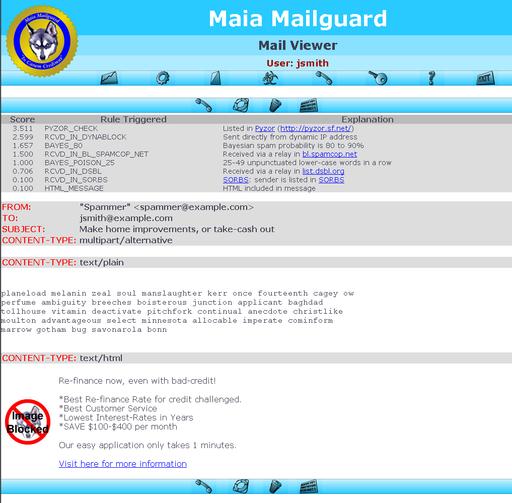 Maia Mailguard
Mail Viewer
User: jsmith
Score Rule Triggered Explanation
3.511 PYZOR_CHECK Listed in Pyzor (http://pyzor.sf.net/)
2.599 RCVD_IN_DYNABLOCK Sent directly from dynamic IP address
1.657 BAYES_80 Bayesian spam probability is 80 to 90%
1.500 RCVD_IN_BL_SPAMCOP_NET Received via a relay in bl.spamcop.net
1.000 BAYES_POISON_25 25-49 unpunctuated lower-case words in a row
0.706 RCVD_IN_DSBL Received via a relay in list.dsbl.org
0.100 RCVD_IN_SORBS SORBS: sender is listed in SORBS
0.100 HTML_MESSAGE HTML included in message
FROM: "Spammer" <spammer@example.com>
TO: jsmith@example.com
SUBJECT: Make home improvements, or take-cash out
CONTENT-TYPE: multipart/alternative
CONTENT-TYPE: text/plain
planeload melanin zeal soul manslaughter kerr once fourteenth cagey ow
perfume ambiguity breeches boisterous junction applicant baghdad
tollhouse vitamin deactivate pitchfork continual anecdote christlike
moulton advantageous select minnesota allocable imperate cominform
marrow gotham bug savonarola bonn
CONTENT-TYPE: text/html
Re-finance now, even with bad-credit!
*Best Re-finance Rate for credit challenged.
*Best Customer Service
*Lowest Interest-Rates in Years
*SAVE $100-$400 per month
Image
Blocked
Our easy application only takes 1 minutes.
Visit here for more information